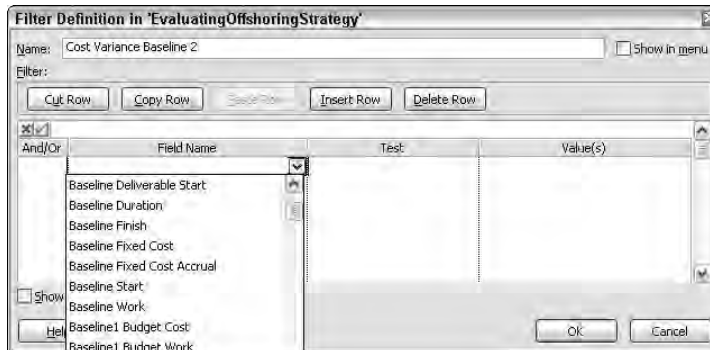 Filter Definition in 'EvaluatingOffshoringStrategy'
Name: Cost Variance Baseline 2 Show in menu
Filter:
Cut Row Copy Row Paste Row Insert Row Delete Row
And/Or Field Name Test Value(s)
Baseline Deliverable Start
Baseline Duration
Baseline Finish
Baseline Fixed Cost
Baseline Fixed Cost Accrual
Baseline Start
Show
Baseline Work
Baseline1 Budget Cost
Hel OK Cancel
Baseline1 Budget Work